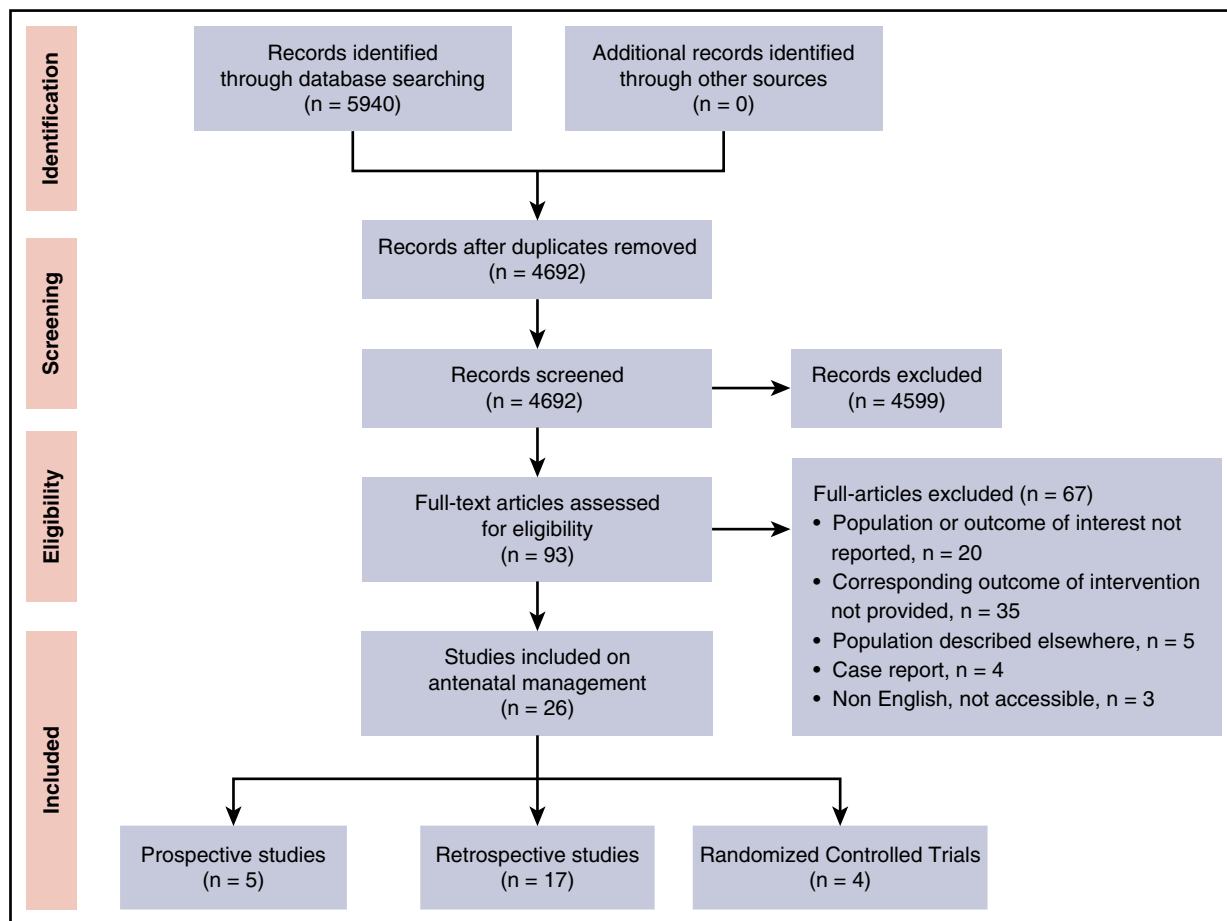 Identification
Records identified
through database searching
(n = 5940)
Additional records identified
through other sources
(n = 0)
Screening
Records after duplicates removed
(n = 4692)
Records screened
(n = 4692)
Records excluded
(n = 4599)
Eligibility
Full-text articles assessed
for eligibility
(n = 93)
Full-articles excluded (n = 67)
• Population or outcome of interest not
reported, n = 20
• Corresponding outcome of intervention
not provided, n = 35
• Population described elsewhere, n = 5
• Case report, n = 4
• Non English, not accessible, n = 3
Included
Studies included on
antenatal management
(n = 26)
Prospective studies
(n = 5)
Retrospective studies
(n = 17)
Randomized Controlled Trials
(n = 4)